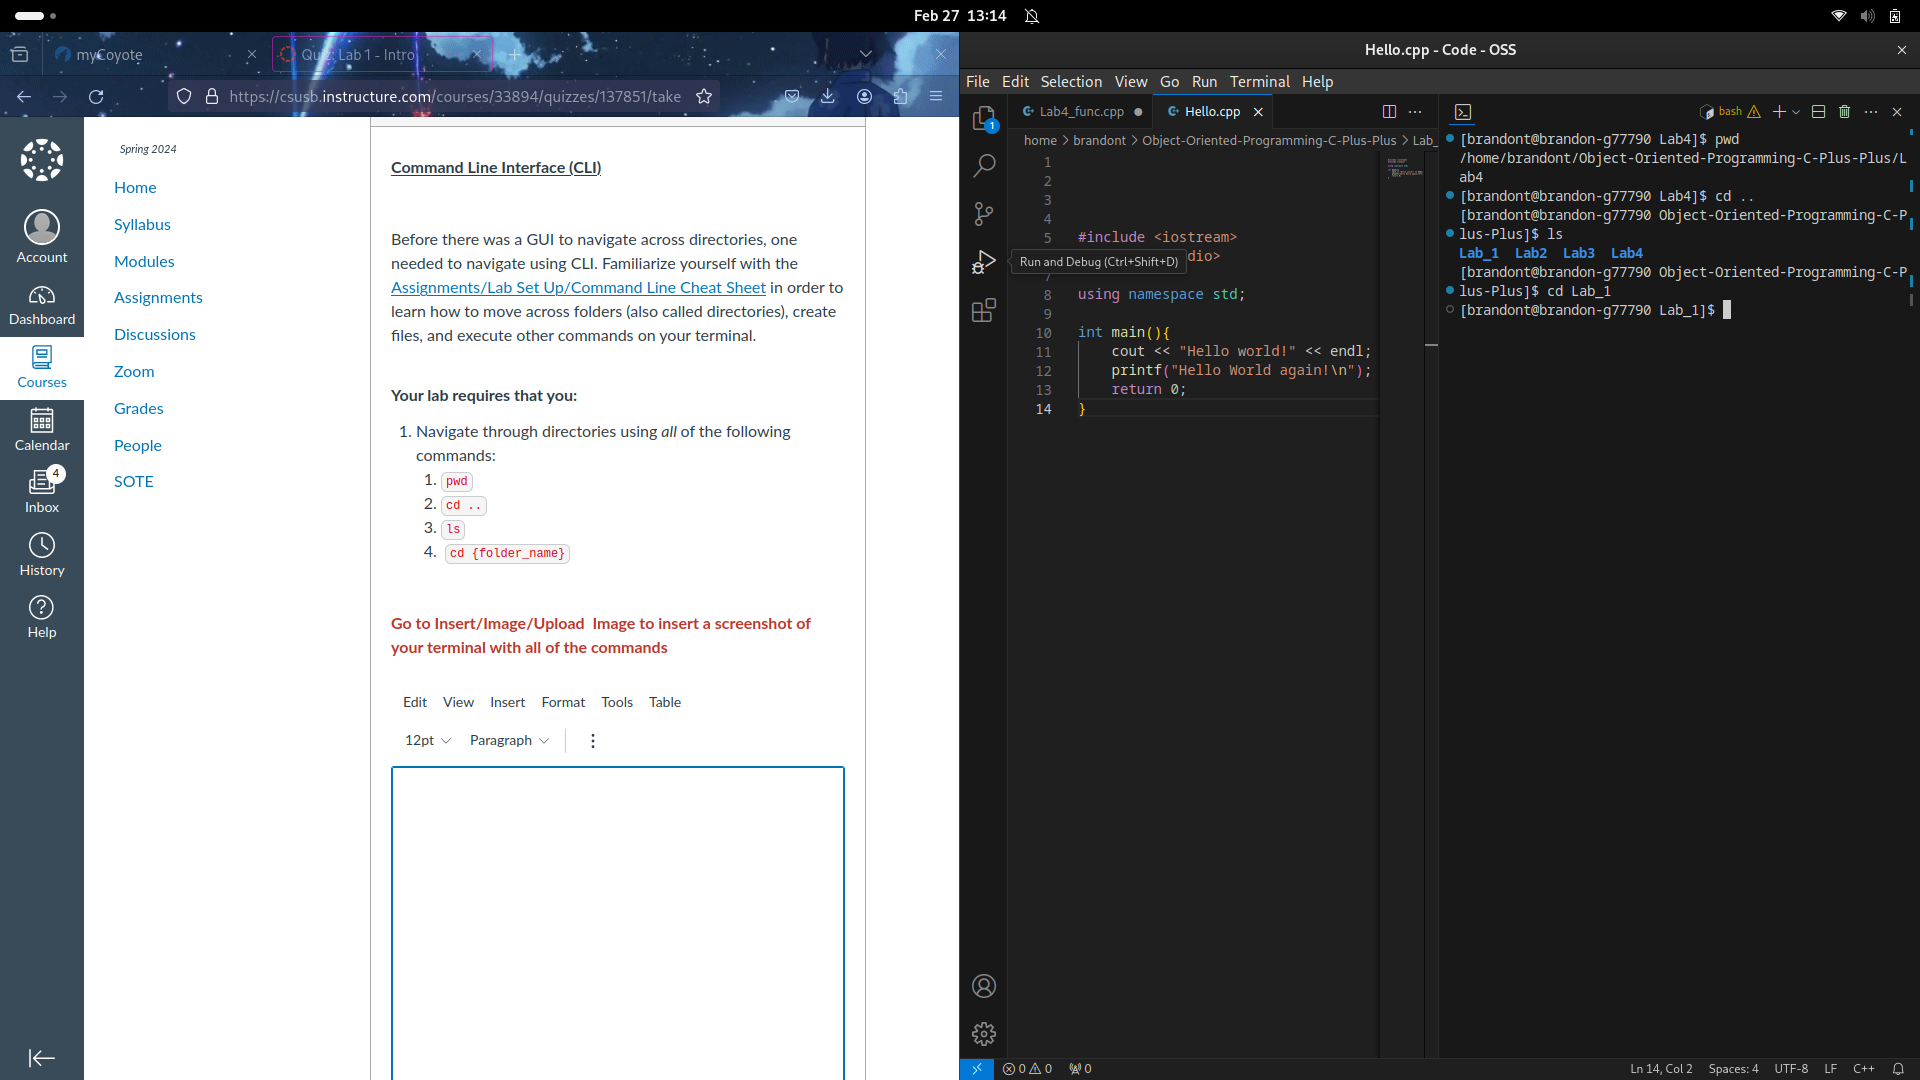 Feb 27 13:14
myCoyote
Quiz: Lab 1 - Intro
https://csusb.instructure.com/courses/33894/quizzes/137851/take
Account
Dashboard
Courses
Calendar
4
Inbox
History
Help
Spring 2024
Home
Syllabus
Modules
Assignments
Discussions
Zoom
Grades
People
SOTE
Command Line Interface (CLI)
Before there was a GUI to navigate across directories, one
needed to navigate using CLI. Familiarize yourself with the
Assignments/Lab Set Up/Command Line Cheat Sheet in order to
learn how to move across folders (also called directories), create
files, and execute other commands on your terminal.
Your lab requires that you:
1. Navigate through directories using all of the following
commands:
1. pwd
2. cd ..
3. ls
4. cd {folder_name}
Go to Insert/Image/Upload  Image to insert a screenshot of
your terminal with all of the commands
Edit View Insert Format Tools Table
12pt Paragraph
Hello.cpp - Code - OSS
File Edit Selection View Go Run Terminal Help
1
Lab4_func.cpp Hello.cpp
home > brandont > Object-Oriented-Programming-C-Plus-Plus > Lab_
Run and Debug (Ctrl+Shift+D)
1
2
3
4
5 #include <iostream>
dio>
7
8 using namespace std;
9
10 int main(){
11 cout << "Hello world!" << endl;
12 printf("Hello World again!\n");
13 return 0;
14 }
bash
[brandont@brandon-g77790 Lab4]$ pwd
/home/brandont/Object-Oriented-Programming-C-Plus-Plus/L
ab4
[brandont@brandon-g77790 Lab4]$ cd ..
[brandont@brandon-g77790 Object-Oriented-Programming-C-P
lus-Plus]$ ls
Lab_1  Lab2  Lab3  Lab4
[brandont@brandon-g77790 Object-Oriented-Programming-C-P
lus-Plus]$ cd Lab_1
[brandont@brandon-g77790 Lab_1]$
0 0 0
Ln 14, Col 2 Spaces: 4 UTF-8 LF C++